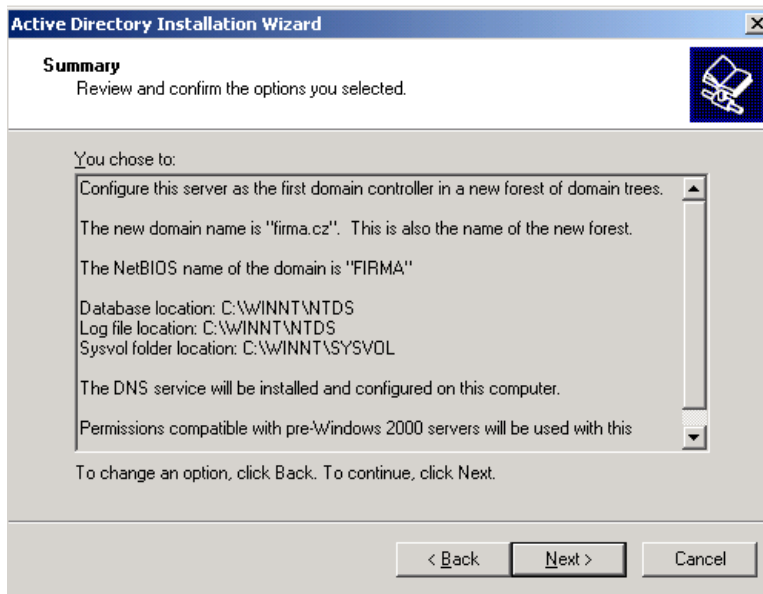 Active Directory Installation Wizard
Summary
Review and confirm the options you selected.
You chose to:
Configure this server as the first domain controller in a new forest of domain trees.
The new domain name is "firma.cz". This is also the name of the new forest.
The NetBIOS name of the domain is "FIRMA"
Database location: C:\WINNT\NTDS
Log file location: C:\WINNT\NTDS
Sysvol folder location: C:\WINNT\SYSVOL
The DNS service will be installed and configured on this computer.
Permissions compatible with pre-Windows 2000 servers will be used with this
To change an option, click Back. To continue, click Next.
< Back Next > Cancel